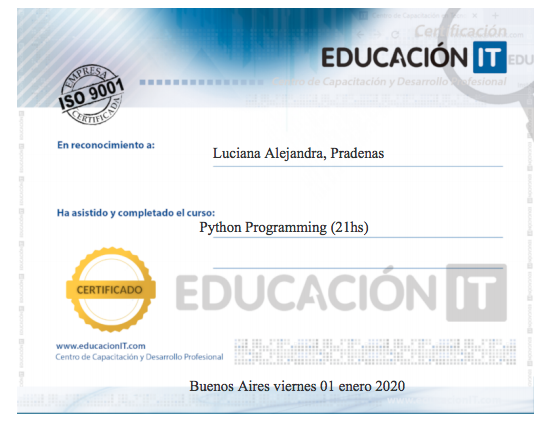 Certificación
EDUCACIÓN IT
Centro de Capacitación y Desarrollo Profesional
EMPRESA
ISO 9001
CERTIFICADA
En reconocimiento a:
Luciana Alejandra, Pradenas
Ha asistido y completado el curso:
Python Programming (21hs)
CERTIFICADO
EDUCACIÓN IT
www.educacionIT.com
Centro de Capacitación y Desarrollo Profesional
Buenos Aires viernes 01 enero 2020